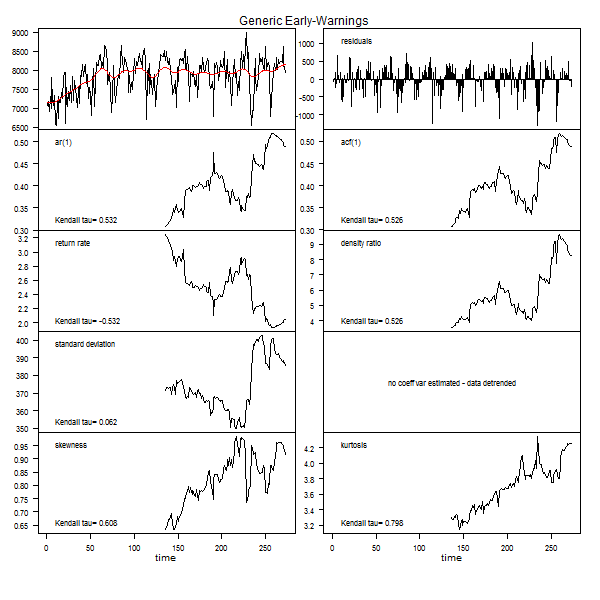 Generic Early-Warnings
9000
8500
8000
7500
7000
6500
residuals
1000
500
0
-500
-1000
ar(1)
0.50
0.45
0.40
0.35
0.30
Kendall tau= 0.532
acf(1)
0.50
0.45
0.40
0.35
0.30
Kendall tau= 0.526
return rate
3.2
3.0
2.8
2.6
2.4
2.2
2.0
Kendall tau= -0.532
density ratio
9
8
7
6
5
4
Kendall tau= 0.526
standard deviation
400
390
380
370
360
350
Kendall tau= 0.062
no coeff var estimated - data detrended
skewness
0.95
0.90
0.85
0.80
0.75
0.70
0.65
Kendall tau= 0.608
0 50 100 150 200 250
time
kurtosis
4.2
4.0
3.8
3.6
3.4
3.2
Kendall tau= 0.798
0 50 100 150 200 250
time